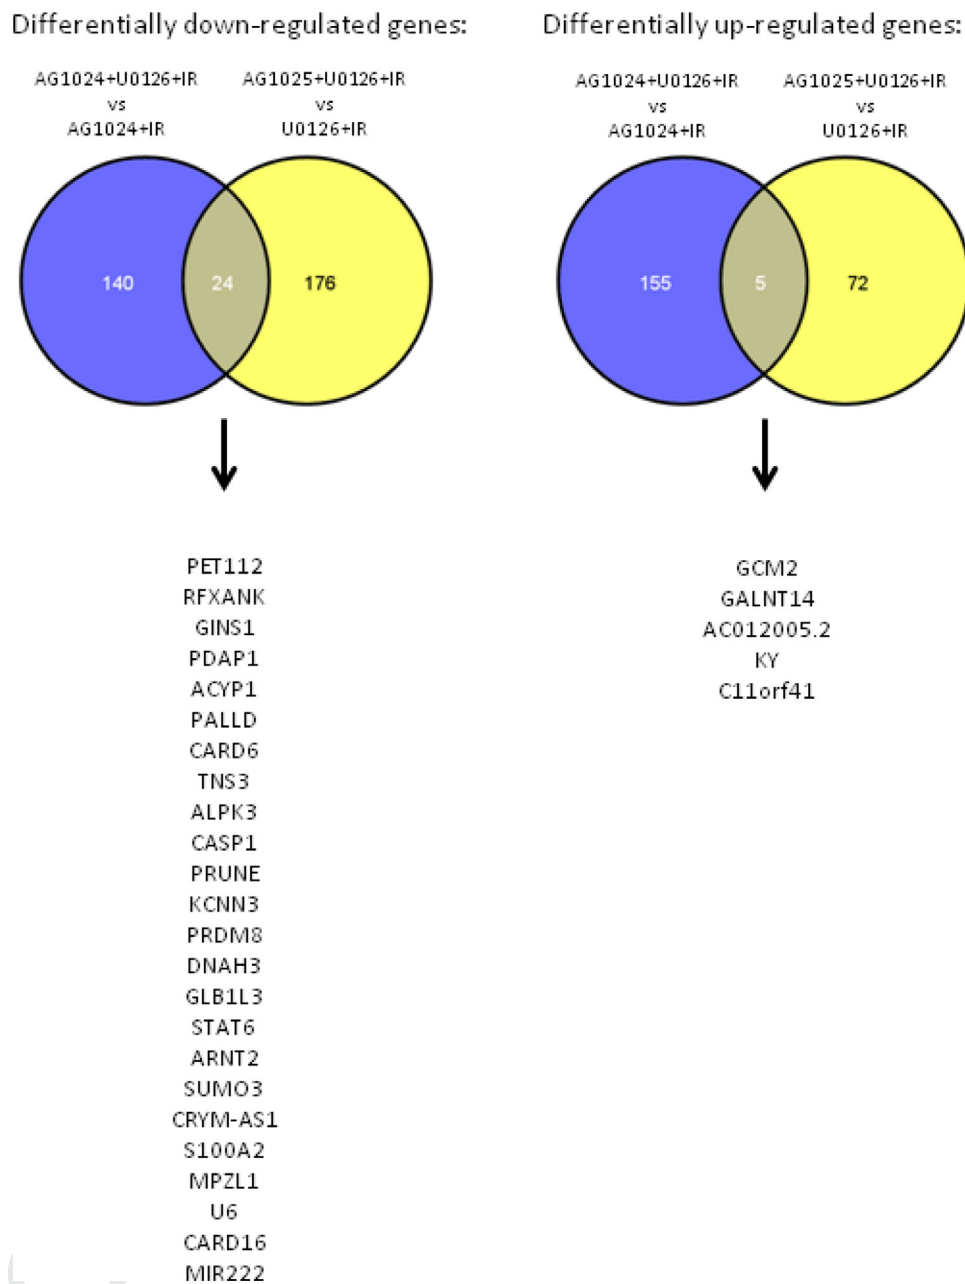 Differentially down-regulated genes:
AG1024+U0126+IR
vs
AG1024+IR
AG1025+U0126+IR
vs
U0126+IR
140
24
176
PET112
RFXANK
GINS1
PDAP1
ACYP1
PALLD
CARD6
TNS3
ALPK3
CASP1
PRUNE
KCNN3
PRDM8
DNAH3
GLB1L3
STAT6
ARNT2
SUMO3
CRYM-AS1
S100A2
MPZL1
U6
CARD16
MIR222
Differentially up-regulated genes:
AG1024+U0126+IR
vs
AG1024+IR
AG1025+U0126+IR
vs
U0126+IR
155
5
72
GCM2
GALNT14
AC012005.2
KY
C11orf41